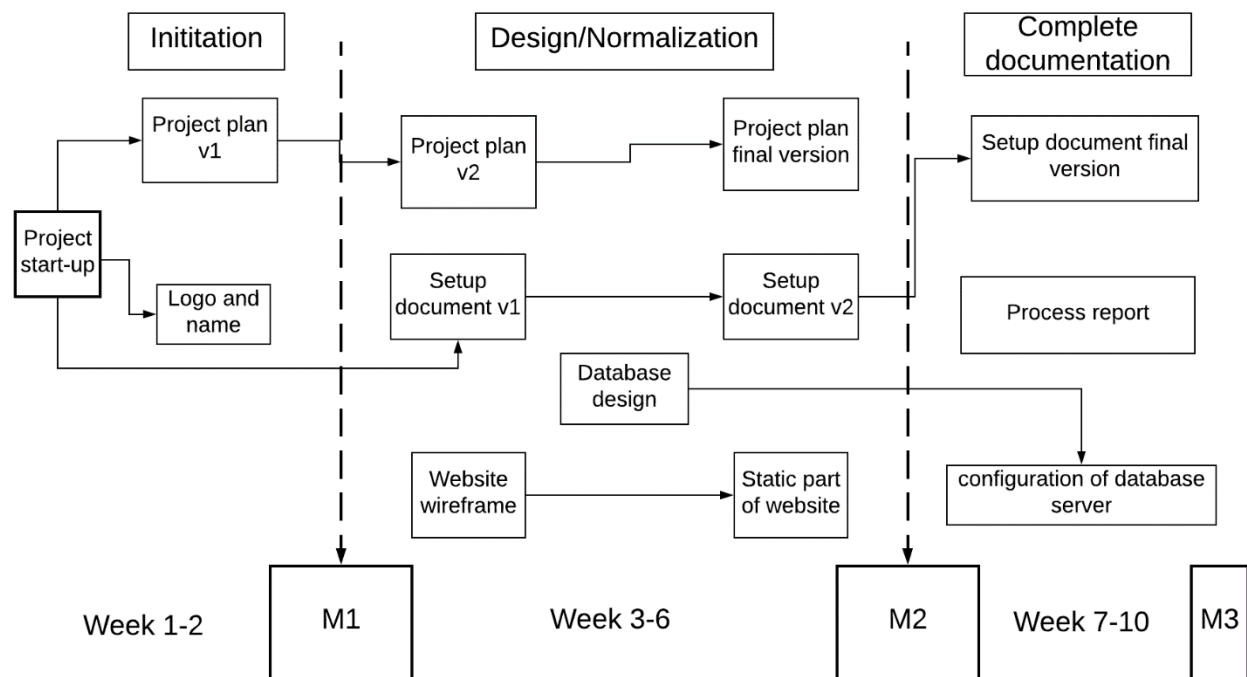 Inititation
Design/Normalization
Complete
documentation
Project plan
v1
Project plan
v2
Project plan
final version
Setup document final
version
Project
start-up
Logo and
name
Setup
document v1
Setup
document v2
Process report
Database
design
Website
wireframe
Static part
of website
configuration of database
server
Week 1-2
M1
Week 3-6
M2
Week 7-10
M3